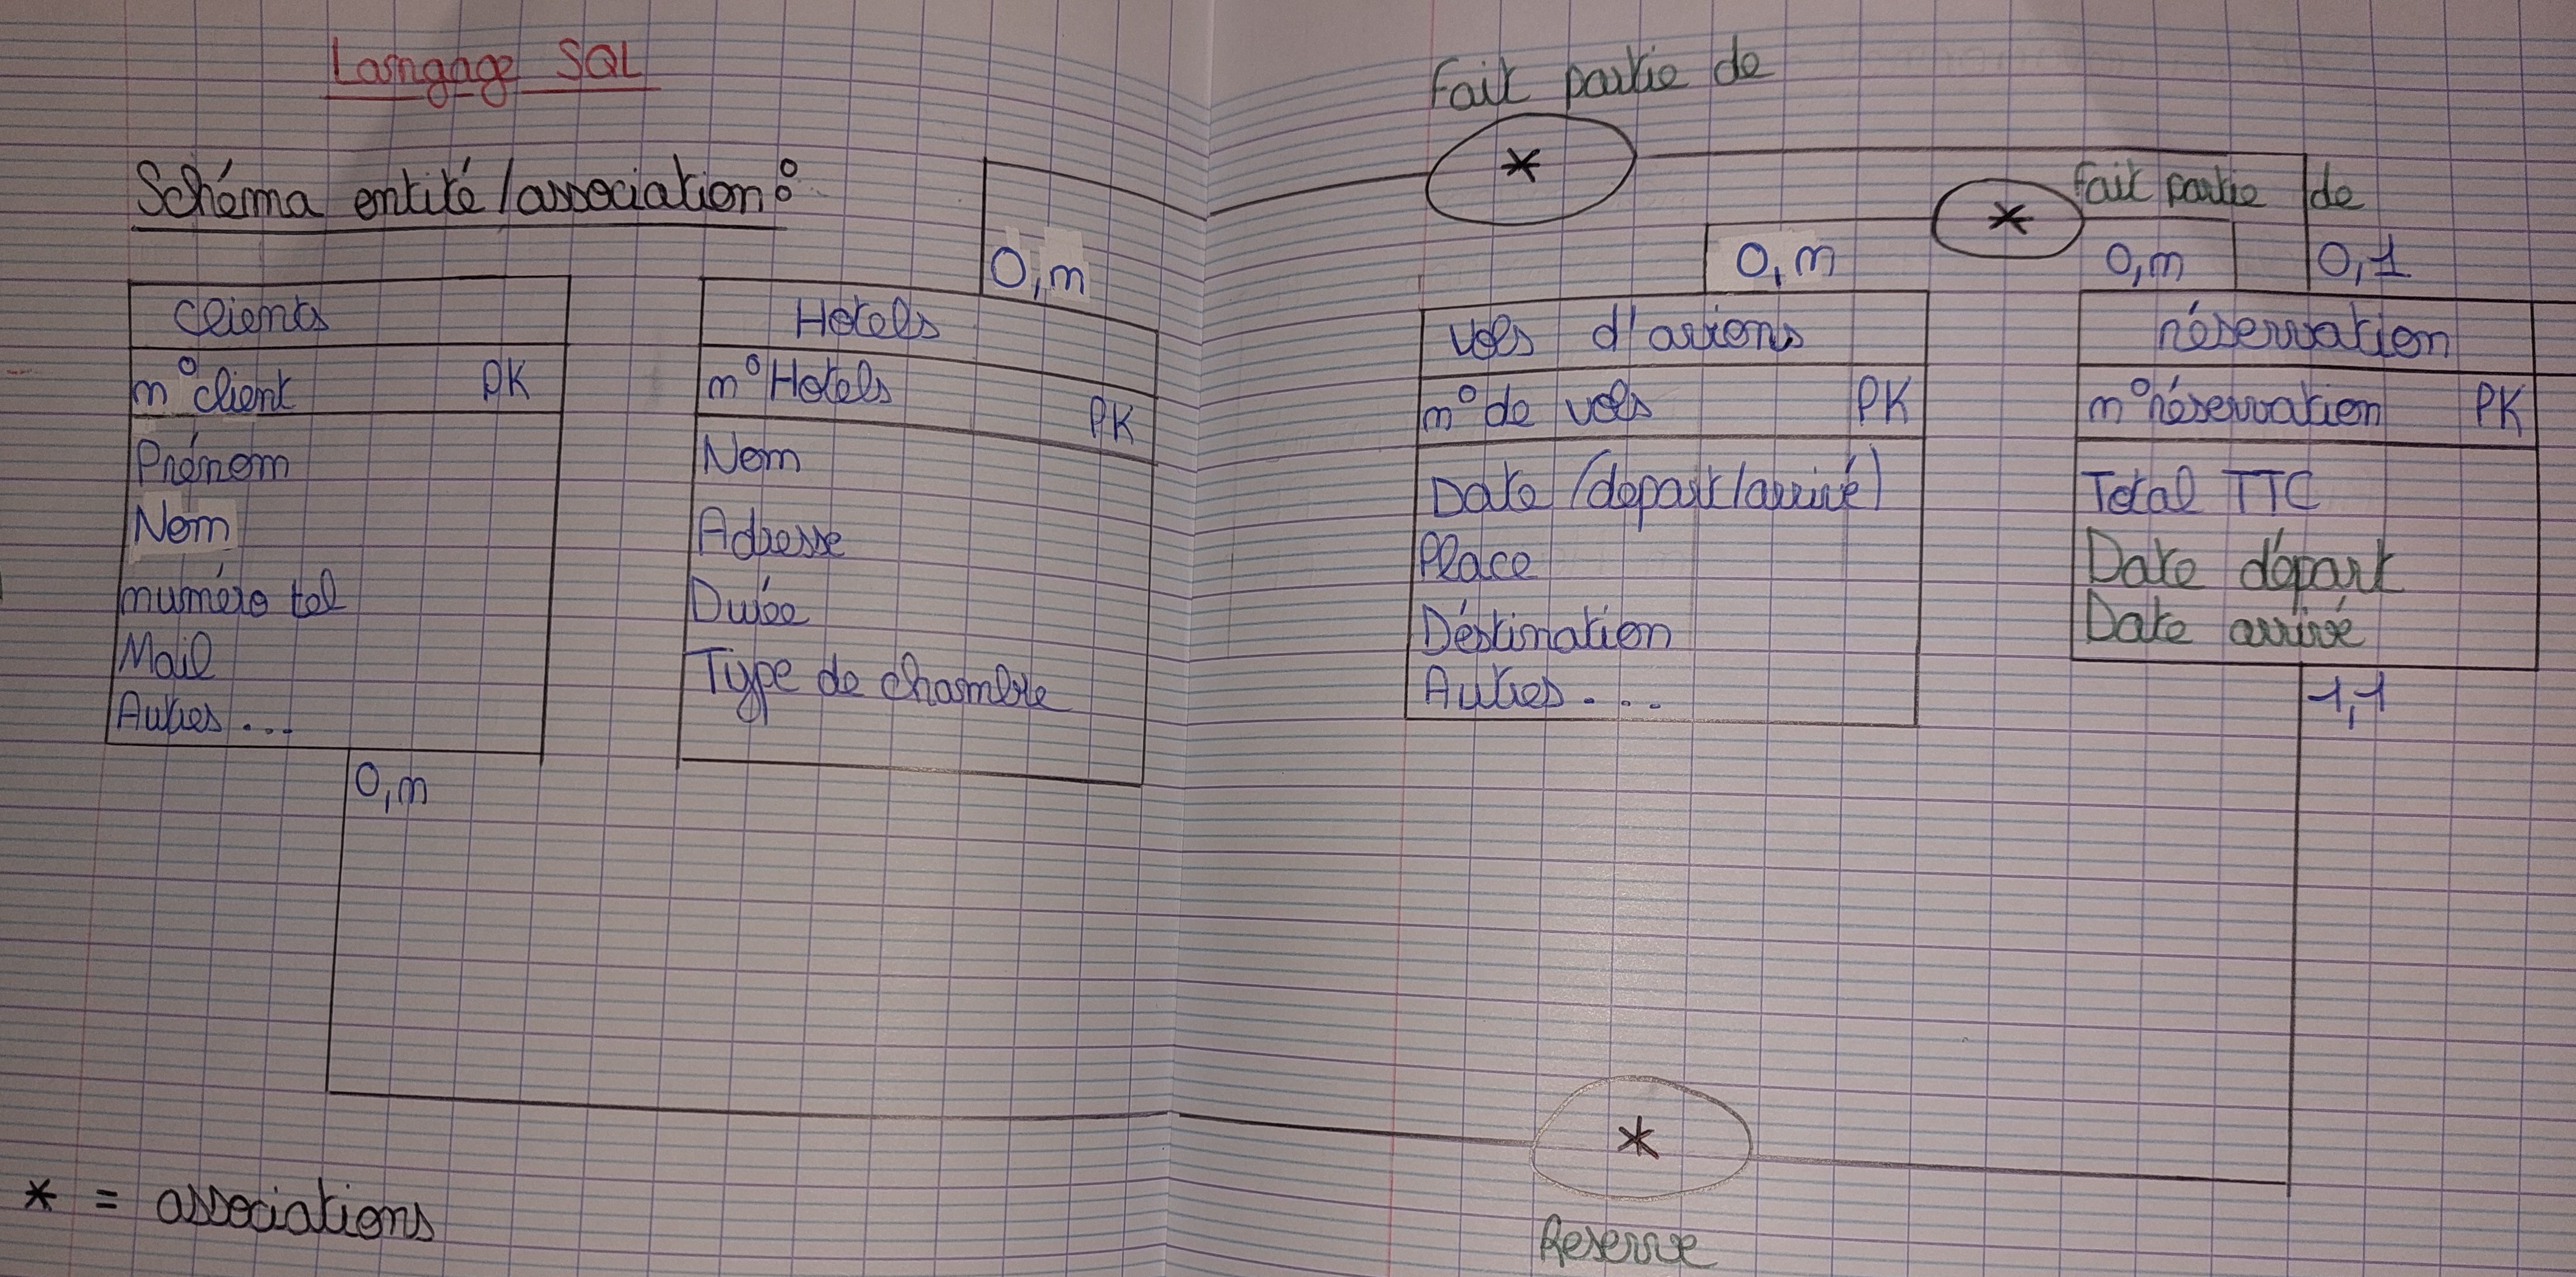 Langage SQL
Schéma entité/association :
Fait partie de
*
Fait partie de
*
0,n
0,n
0,n
0,1
Clients
n° client PK
Prénom
Nom
numéro tel
Mail
Autres ...
0,n
Hotels
n° Hotels PK
Nom
Adresse
Durée
Type de chambre
Vols d'avions
n° de vols PK
Date (départ/arrivé)
Place
Déstination
Autres ...
réservation
n° réservation PK
Total TTC
Date départ
Date arrivé
1,1
*
Reserve
* = associations